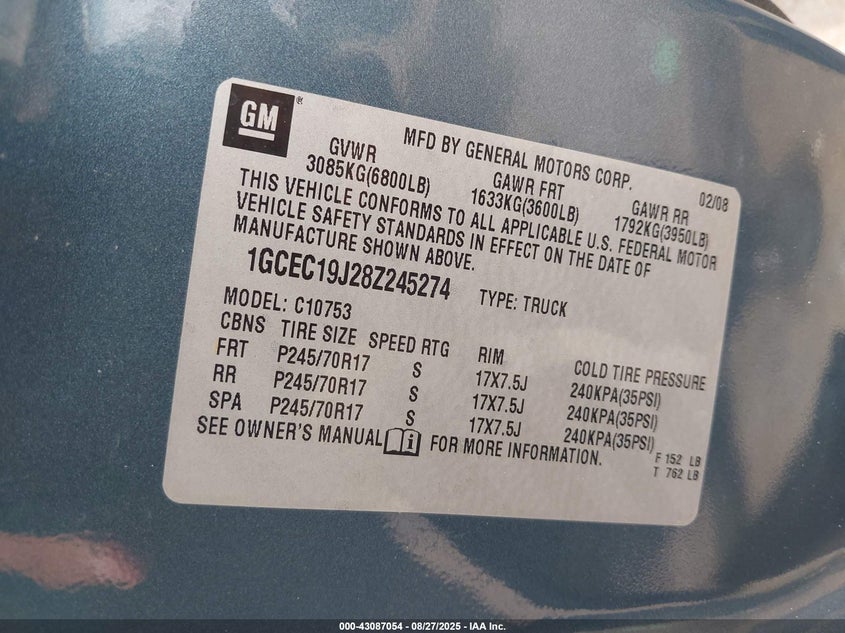 GM®
MFD BY GENERAL MOTORS CORP. 02/08
GVWR GAWR FRT GAWR RR
3085KG(6800LB) 1633KG(3600LB) 1792KG(3950LB)
THIS VEHICLE CONFORMS TO ALL APPLICABLE U.S. FEDERAL MOTOR
VEHICLE SAFETY STANDARDS IN EFFECT ON THE DATE OF
MANUFACTURE SHOWN ABOVE.
1GCEC19J28Z245274 TYPE: TRUCK
MODEL: C10753
CBNS TIRE SIZE SPEED RTG RIM COLD TIRE PRESSURE
FRT P245/70R17 S 17X7.5J 240KPA(35PSI)
RR P245/70R17 S 17X7.5J 240KPA(35PSI)
SPA P245/70R17 S 17X7.5J 240KPA(35PSI)
SEE OWNER'S MANUAL FOR MORE INFORMATION.
F 152 LB
T 762 LB
000-43087054 - 08/27/2025 - IAA Inc.